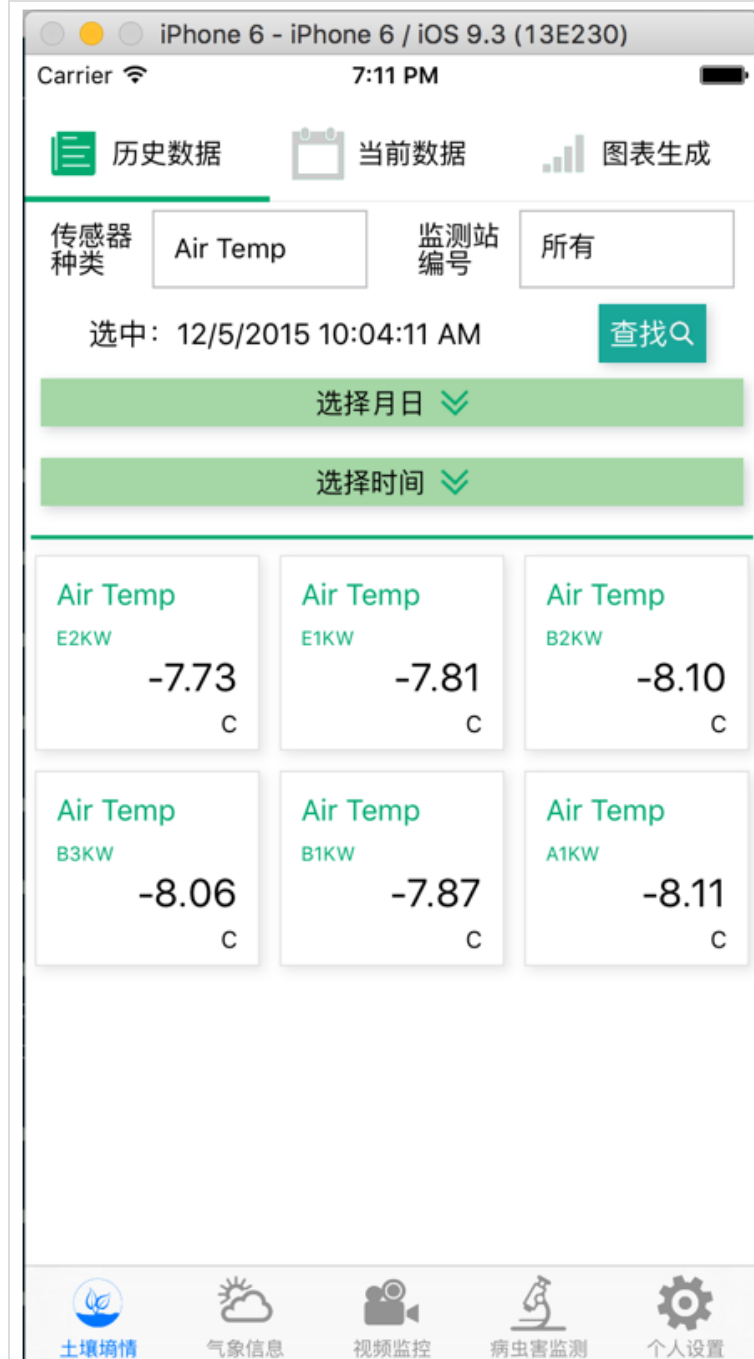 iPhone 6 - iPhone 6 / iOS 9.3 (13E230)
Carrier 7:11 PM
历史数据 当前数据 图表生成
传感器种类 Air Temp 监测站编号 所有
选中：12/5/2015 10:04:11 AM 查找
选择月日
选择时间
Air Temp Air Temp Air Temp
E2KW E1KW B2KW
-7.73 -7.81 -8.10
C C C
Air Temp Air Temp Air Temp
B3KW B1KW A1KW
-8.06 -7.87 -8.11
C C C
土壤墒情 气象信息 视频监控 病虫害监测 个人设置